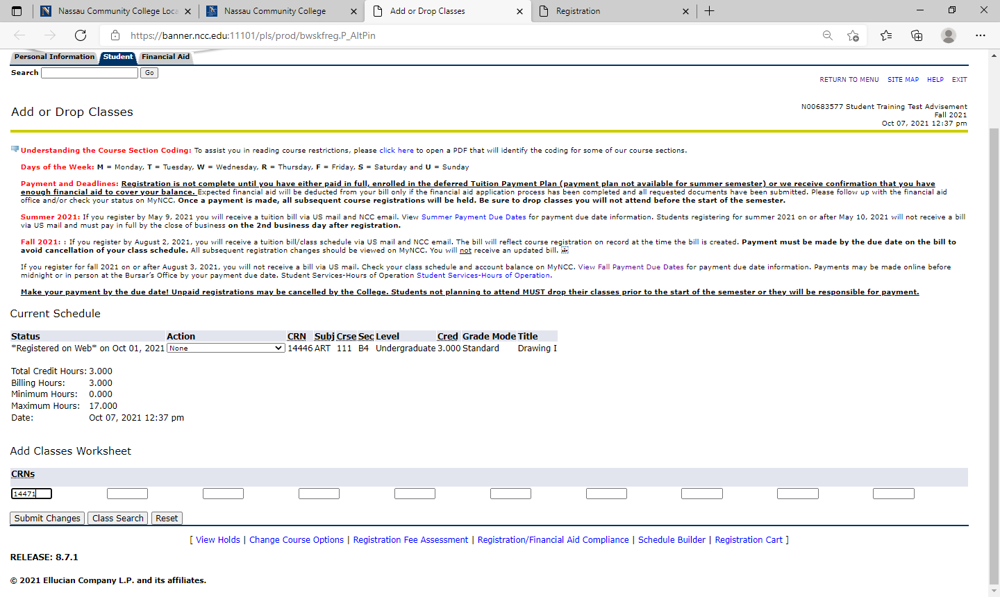 Nassau Community College Loca
Nassau Community College
Add or Drop Classes
Registration
https://banner.ncc.edu:11101/pls/prod/bwskfreg.P_AltPin
Personal Information Student Financial Aid
Search Go
RETURN TO MENU SITE MAP HELP EXIT
Add or Drop Classes
N00683577 Student Training Test Advisement
Fall 2021
Oct 07, 2021 12:37 pm
Understanding the Course Section Coding: To assist you in reading course restrictions, please click here to open a PDF that will identify the coding for some of our course sections.
Days of the Week: M = Monday, T = Tuesday, W = Wednesday, R = Thursday, F = Friday, S = Saturday and U = Sunday
Payment and Deadlines: Registration is not complete until you have either paid in full, enrolled in the deferred Tuition Payment Plan (payment plan not available for summer semester) or we receive confirmation that you have
enough financial aid to cover your balance. Expected financial aid will be deducted from your bill only if the financial aid application process has been completed and all requested documents have been submitted. Please follow up with the financial aid
office and/or check your status on MyNCC. Once a payment is made, all subsequent course registrations will be held. Be sure to drop classes you will not attend before the start of the semester.
Summer 2021: If you register by May 9, 2021 you will receive a tuition bill via US mail and NCC email. View Summer Payment Due Dates for payment due date information. Students registering for summer 2021 on or after May 10, 2021 will not receive a bill
via US mail and must pay in full by the close of business on the 2nd business day after registration.
Fall 2021: : If you register by August 2, 2021, you will receive a tuition bill/class schedule via US mail and NCC email. The bill will reflect course registration on record at the time the bill is created. Payment must be made by the due date on the bill to
avoid cancellation of your class schedule. All subsequent registration changes should be viewed on MyNCC. You will not receive an updated bill.
If you register for fall 2021 on or after August 3, 2021, you will not receive a bill via US mail. Check your class schedule and account balance on MyNCC. View Fall Payment Due Dates for payment due date information. Payments may be made online before
midnight or in person at the Bursar's Office by your payment due date. Student Services-Hours of Operation Student Services-Hours of Operation.
Make your payment by the due date! Unpaid registrations may be cancelled by the College. Students not planning to attend MUST drop their classes prior to the start of the semester or they will be responsible for payment.
Current Schedule
Status Action CRN Subj Crse Sec Level Cred Grade Mode Title
*Registered on Web* on Oct 01, 2021 None 14446 ART 111 B4 Undergraduate 3.000 Standard Drawing I
Total Credit Hours: 3.000
Billing Hours: 3.000
Minimum Hours: 0.000
Maximum Hours: 17.000
Date: Oct 07, 2021 12:37 pm
Add Classes Worksheet
CRNs
14471
Submit Changes Class Search Reset
[ View Holds | Change Course Options | Registration Fee Assessment | Registration/Financial Aid Compliance | Schedule Builder | Registration Cart ]
RELEASE: 8.7.1
© 2021 Ellucian Company L.P. and its affiliates.